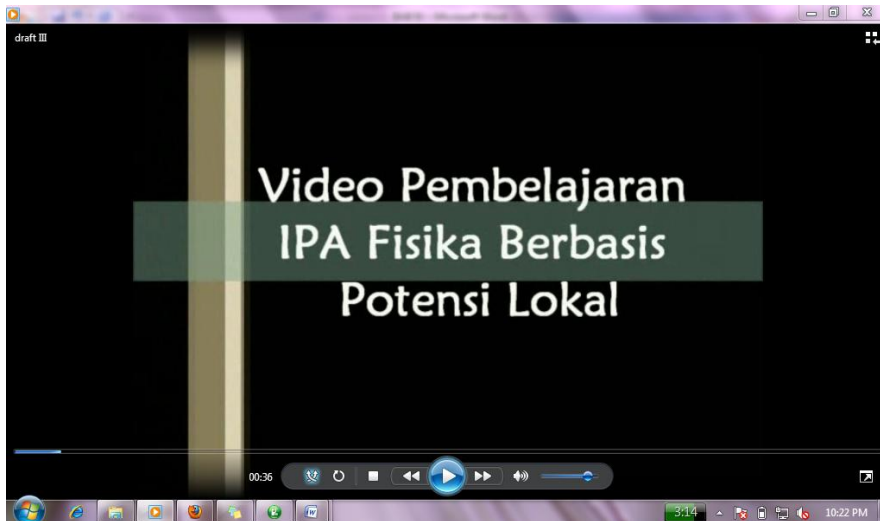 draft III
Video Pembelajaran
IPA Fisika Berbasis
Potensi Lokal
00:36
3:14
10:22 PM